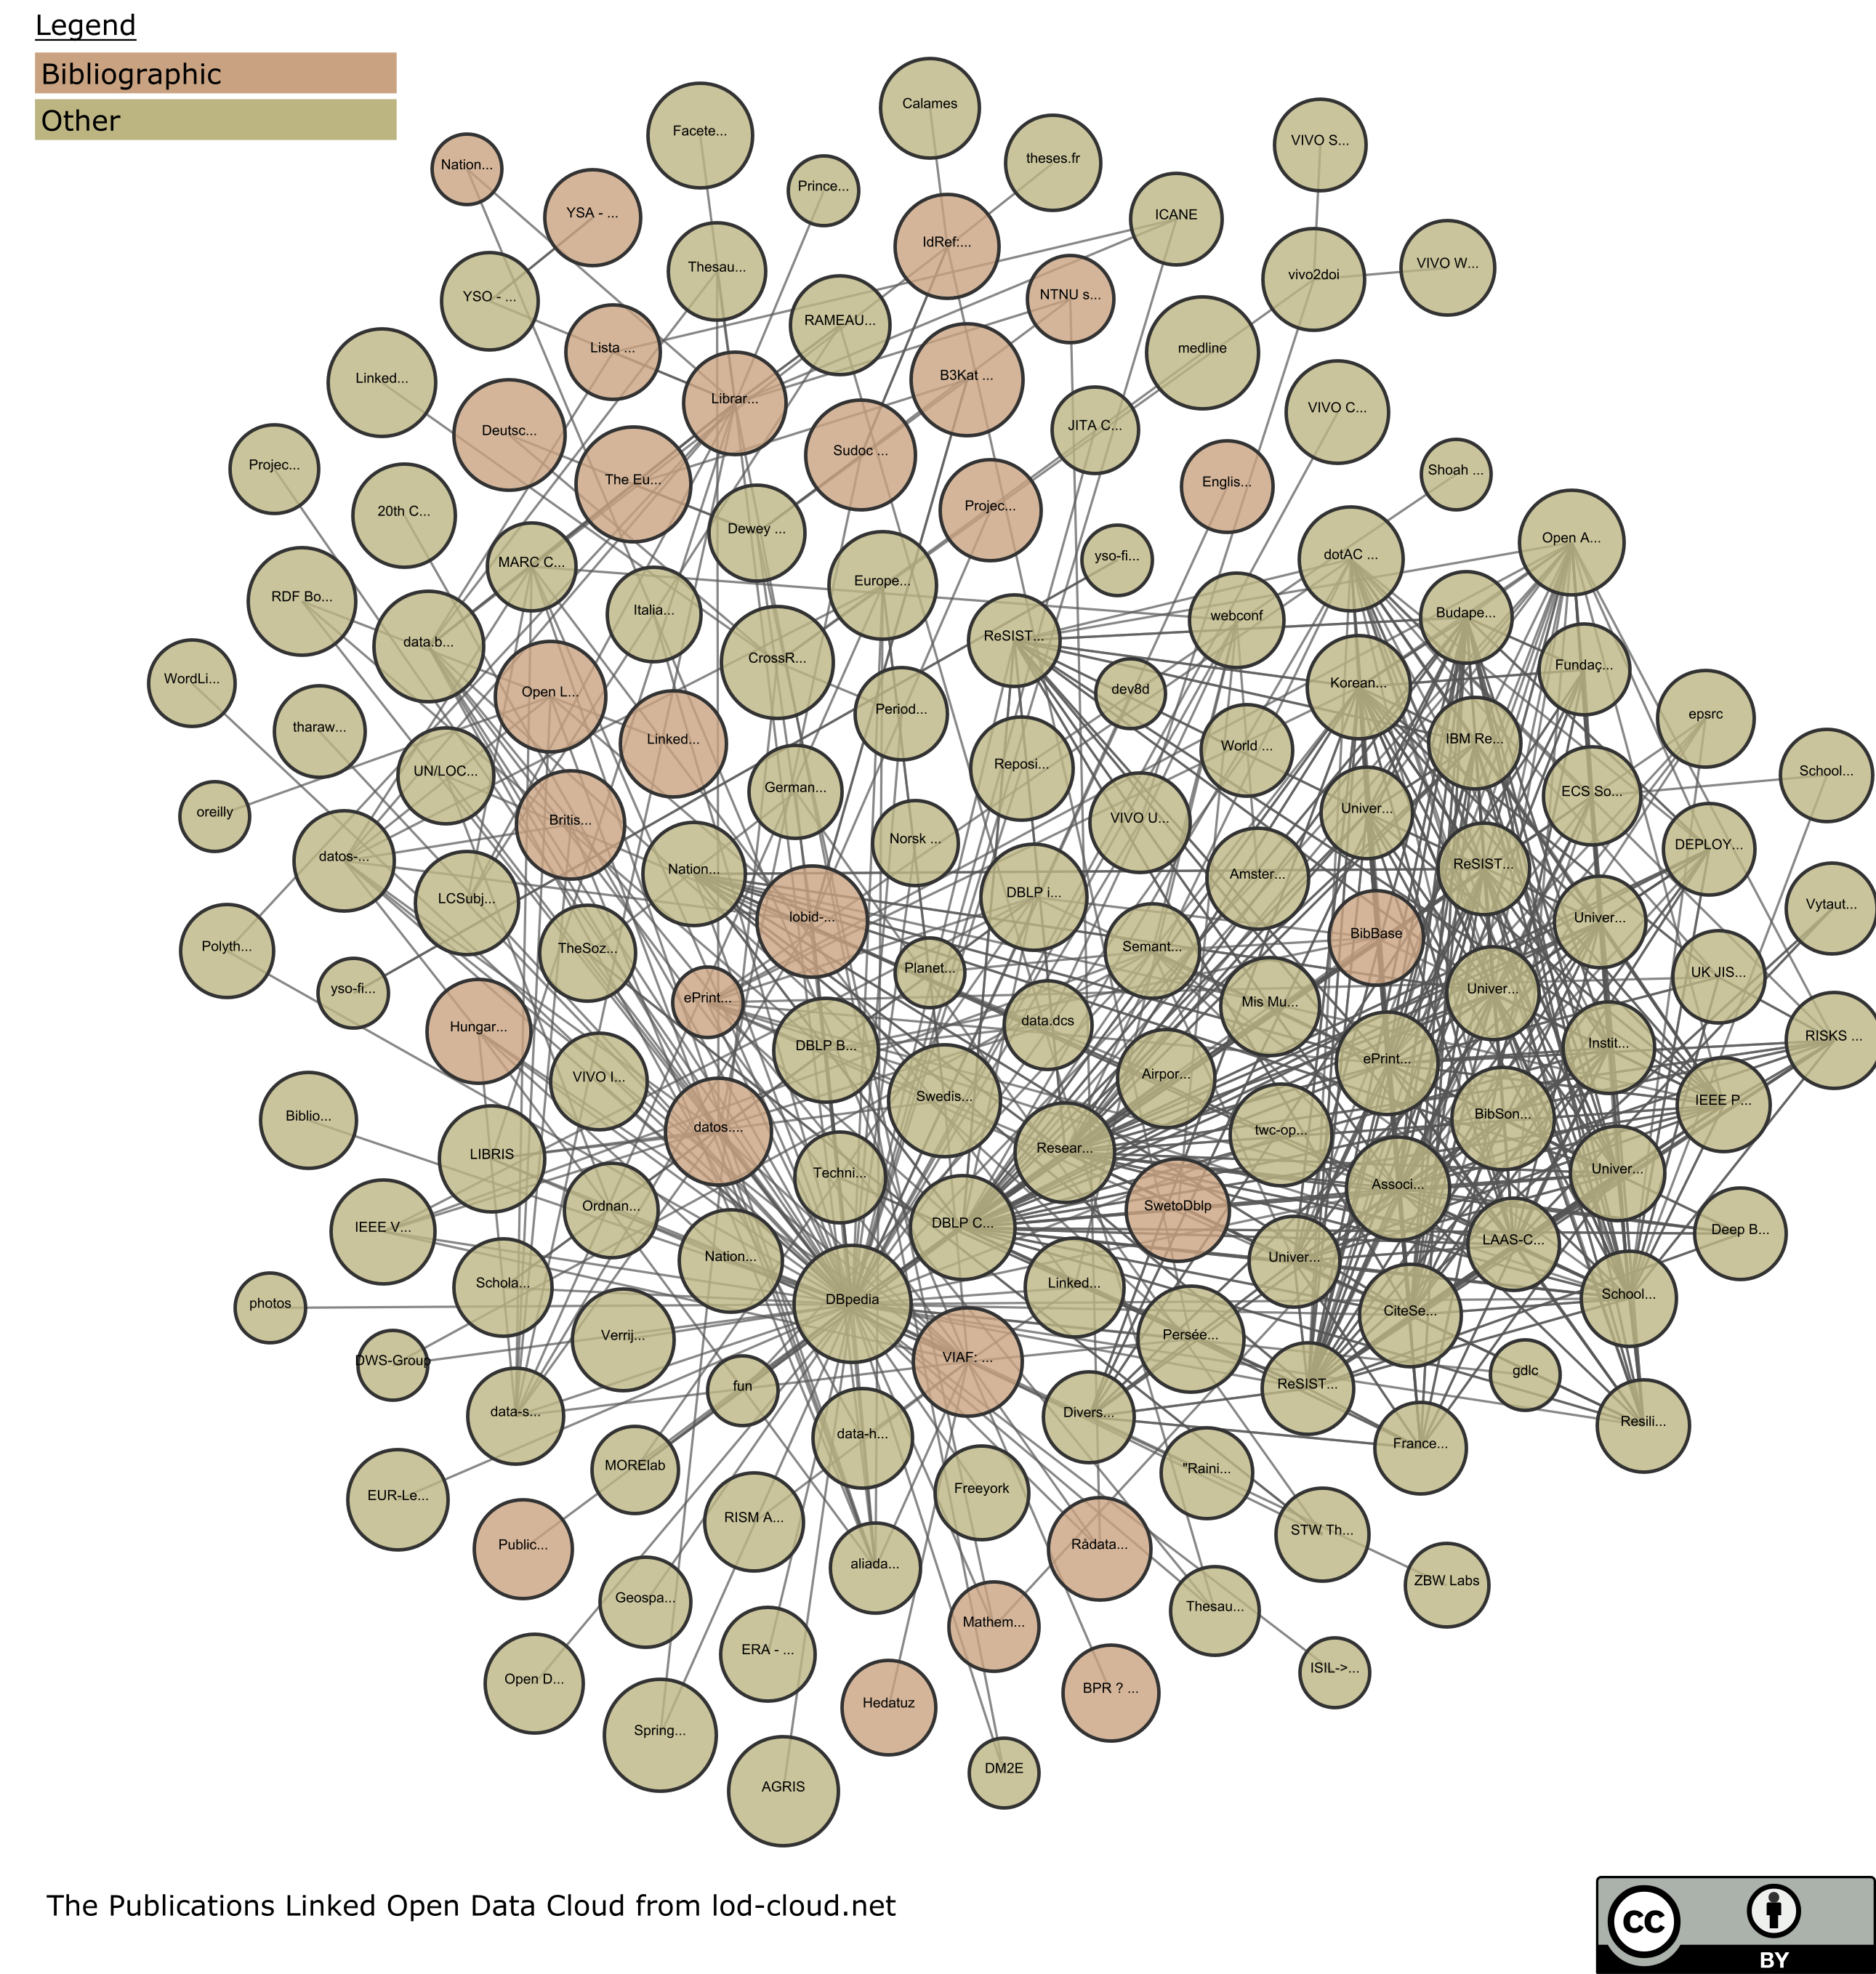 Legend
Bibliographic
Other
Calames
Facete...
VIVO S...
theses.fr
Nation...
Prince...
YSA - ...
ICANE
IdRef:...
VIVO W...
Thesau...
vivo2doi
YSO - ...
NTNU s...
RAMEAU...
Lista ...
medline
Linked...
B3Kat ...
Librar...
VIVO C...
JITA C...
Deutsc...
Sudoc ...
Projec...
Shoah ...
The Eu...
Englis...
Projec...
20th C...
Dewey ...
Open A...
dotAC ...
yso-fi...
MARC C...
Europe...
RDF Bo...
Italia...
Budape...
webconf
ReSIST...
data.b...
CrossR...
Fundaç...
WordLi...
Korean...
dev8d
Open L...
Period...
epsrc
tharaw...
Linked...
IBM Re...
World ...
Reposi...
UN/LOC...
School...
German...
ECS So...
Univer...
oreilly
Britis...
VIVO U...
Norsk ...
DEPLOY...
datos-...
ReSIST...
Nation...
Amster...
DBLP i...
LCSubj...
Vytaut...
lobid-...
Univer...
BibBase
Polyth...
TheSoz...
Semant...
Planet...
UK JIS...
yso-fi...
Univer...
ePrint...
Mis Mu...
data.dcs
Hungar...
RISKS ...
Instit...
DBLP B...
ePrint...
VIVO I...
Airpor...
Swedis...
IEEE P...
Biblio...
BibSon...
datos....
twc-op...
Resear...
LIBRIS
Univer...
Techni...
Associ...
Ordnan...
SwetoDblp
IEEE V...
DBLP C...
Deep B...
LAAS-C...
Nation...
Univer...
Linked...
Schola...
School...
DBpedia
photos
CiteSe...
Verrij...
Persée...
VIAF: ...
DWS-Group
gdlc
ReSIST...
fun
data-s...
Divers...
Resili...
data-h...
France...
MORElab
"Raini...
Freeyork
EUR-Le...
RISM A...
STW Th...
Public...
Rådata...
aliada...
ZBW Labs
Geospa...
Thesau...
Mathem...
ERA - ...
ISIL->...
Open D...
BPR ? ...
Hedatuz
Spring...
DM2E
AGRIS
The Publications Linked Open Data Cloud from lod-cloud.net
cc
BY